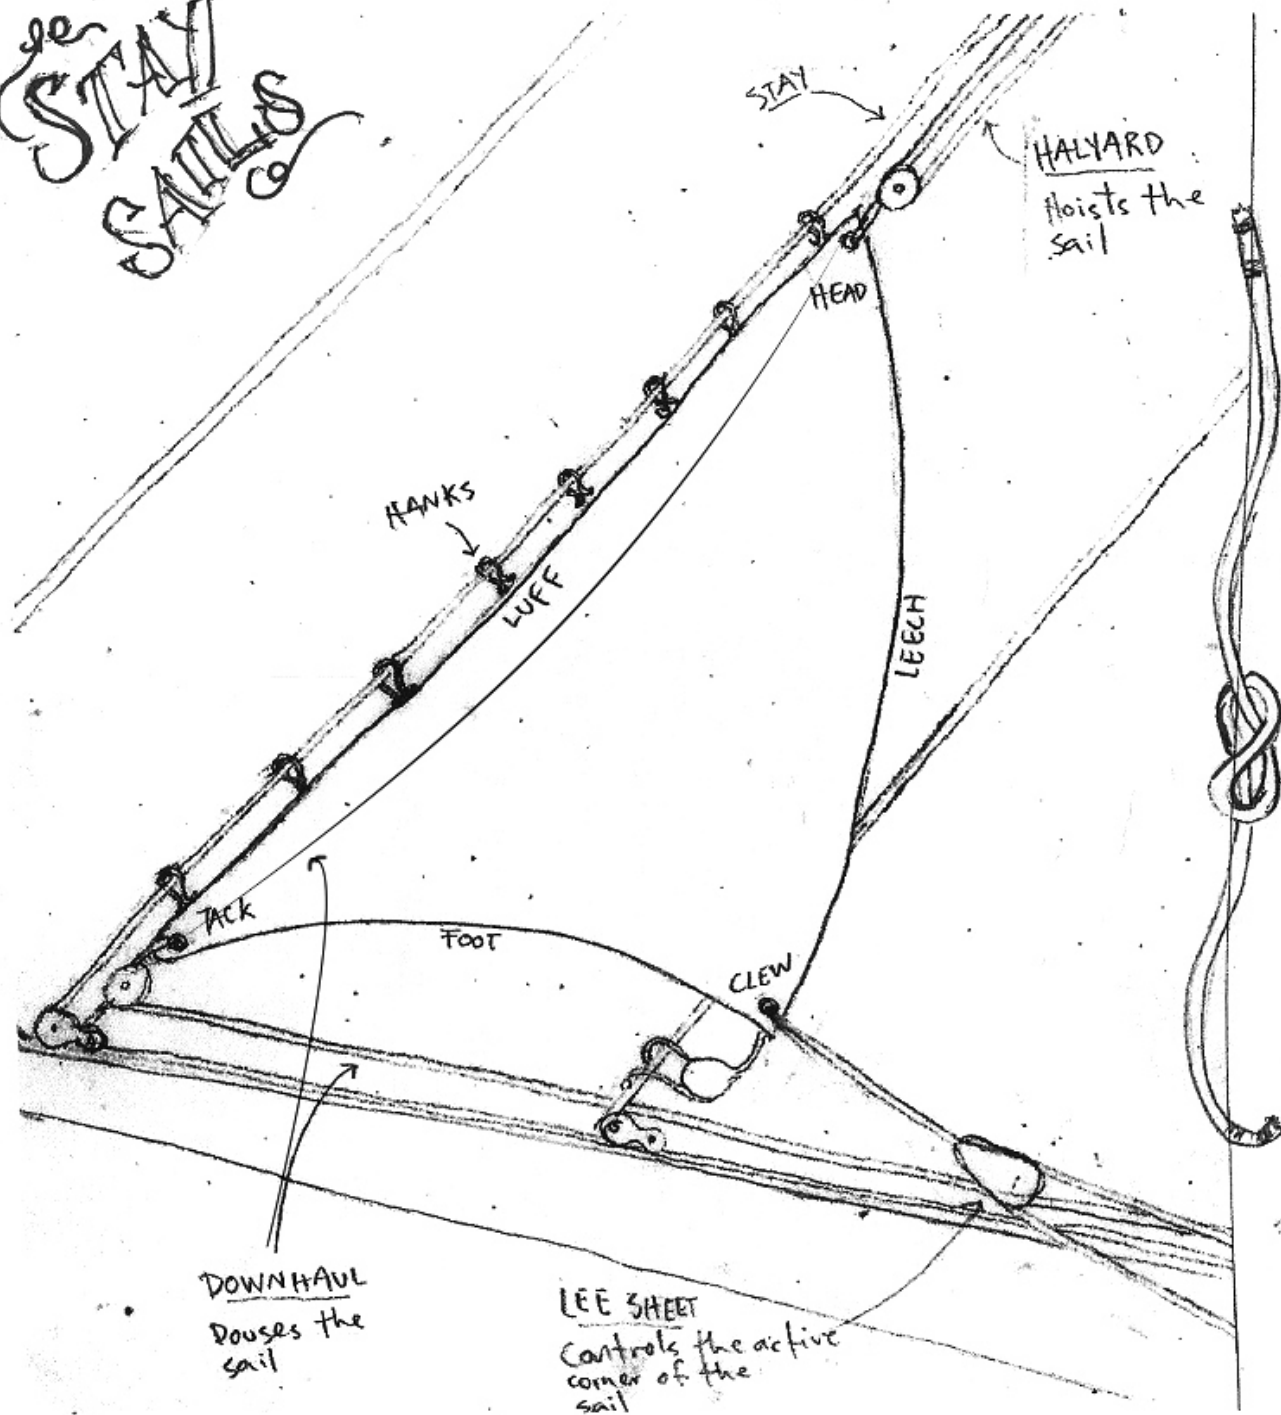 STAY
SAILS
STAY
HALYARD
Hoists the
sail
HEAD
HANKS
LUFF
LEECH
TACK
FOOT
CLEW
DOWNHAUL
Douses the
sail
LEE SHEET
Controls the active
corner of the
sail